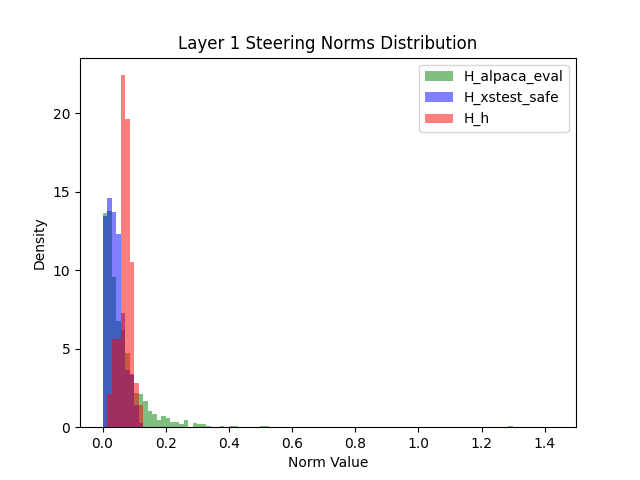 Layer 1 Steering Norms Distribution
H_alpaca_eval
H_xstest_safe
H_h
Density
20
15
10
5
0
0.0 0.2 0.4 0.6 0.8 1.0 1.2 1.4
Norm Value